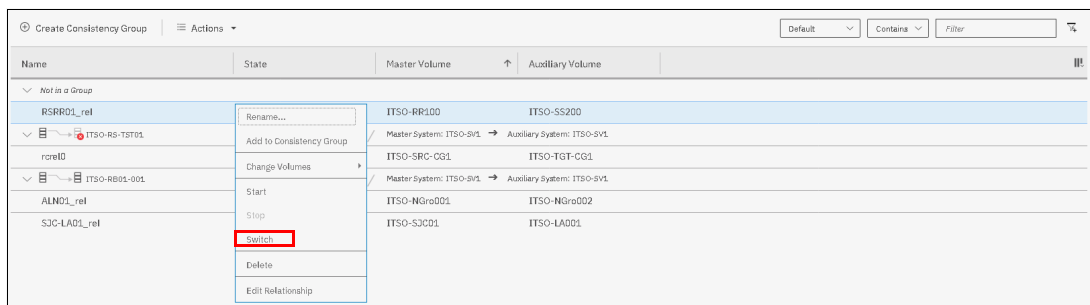 Create Consistency Group Actions Default Contains Filter
Name State Master Volume Auxiliary Volume
Not in a Group
RSRR01_rel ITSO-RR100 ITSO-SS200
Rename...
ITSO-RS-TST01 Master System: ITSO-SV1 → Auxiliary System: ITSO-SV1
Add to Consistency Group
rcrel0 ITSO-SRC-CG1 ITSO-TGT-CG1
Change Volumes
ITSO-RB01-001 Master System: ITSO-SV1 → Auxiliary System: ITSO-SV1
Start
ALN01_rel ITSO-NGro001 ITSO-NGro002
Stop
SJC-LA01_rel ITSO-SJC01 ITSO-LA001
Switch
Delete
Edit Relationship